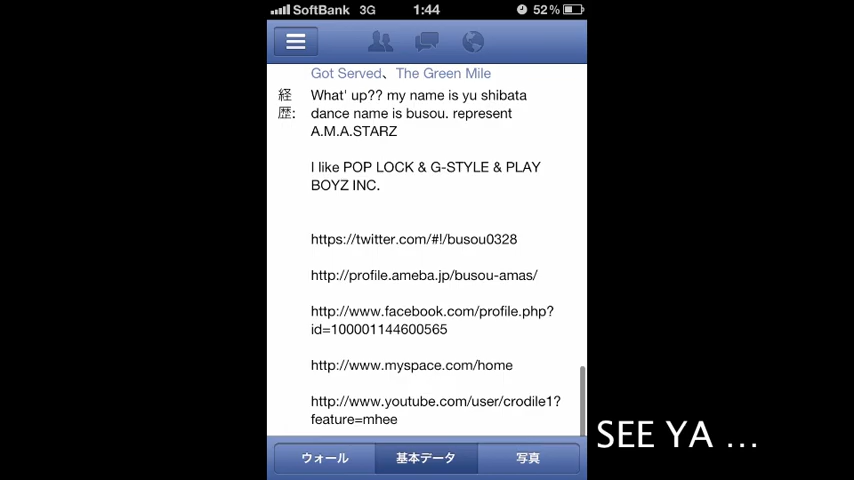 SoftBank 3G 1:44 52%
Got Served、The Green Mile
経歴:
What' up?? my name is yu shibata
dance name is busou. represent
A.M.A.STARZ
I like POP LOCK & G-STYLE & PLAY
BOYZ INC.
https://twitter.com/#!/busou0328
http://profile.ameba.jp/busou-amas/
http://www.facebook.com/profile.php?
id=100001144600565
http://www.myspace.com/home
http://www.youtube.com/user/crodile1?
feature=mhee
SEE YA ...
ウォール 基本データ 写真